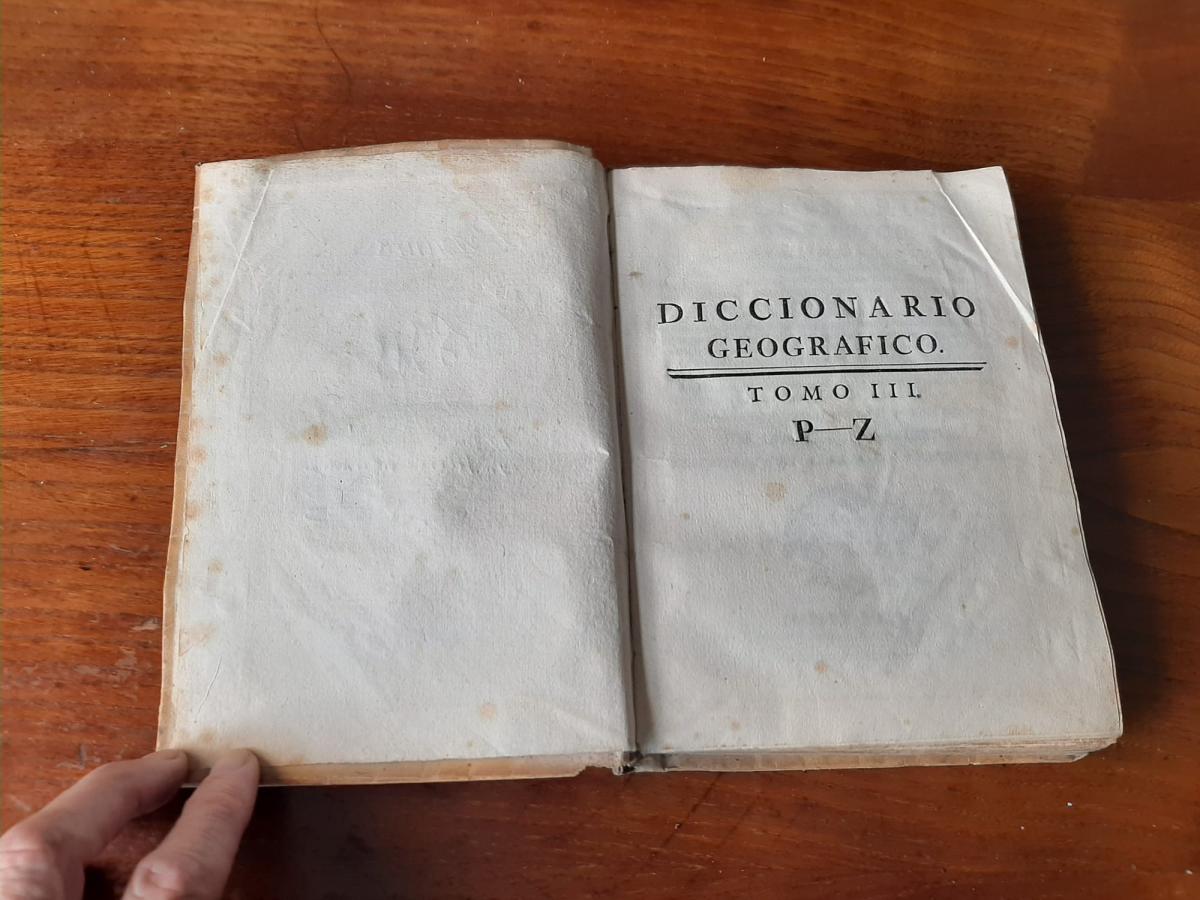 DICCIONARIO
GEOGRAFICO.
TOMO III.
P—Z